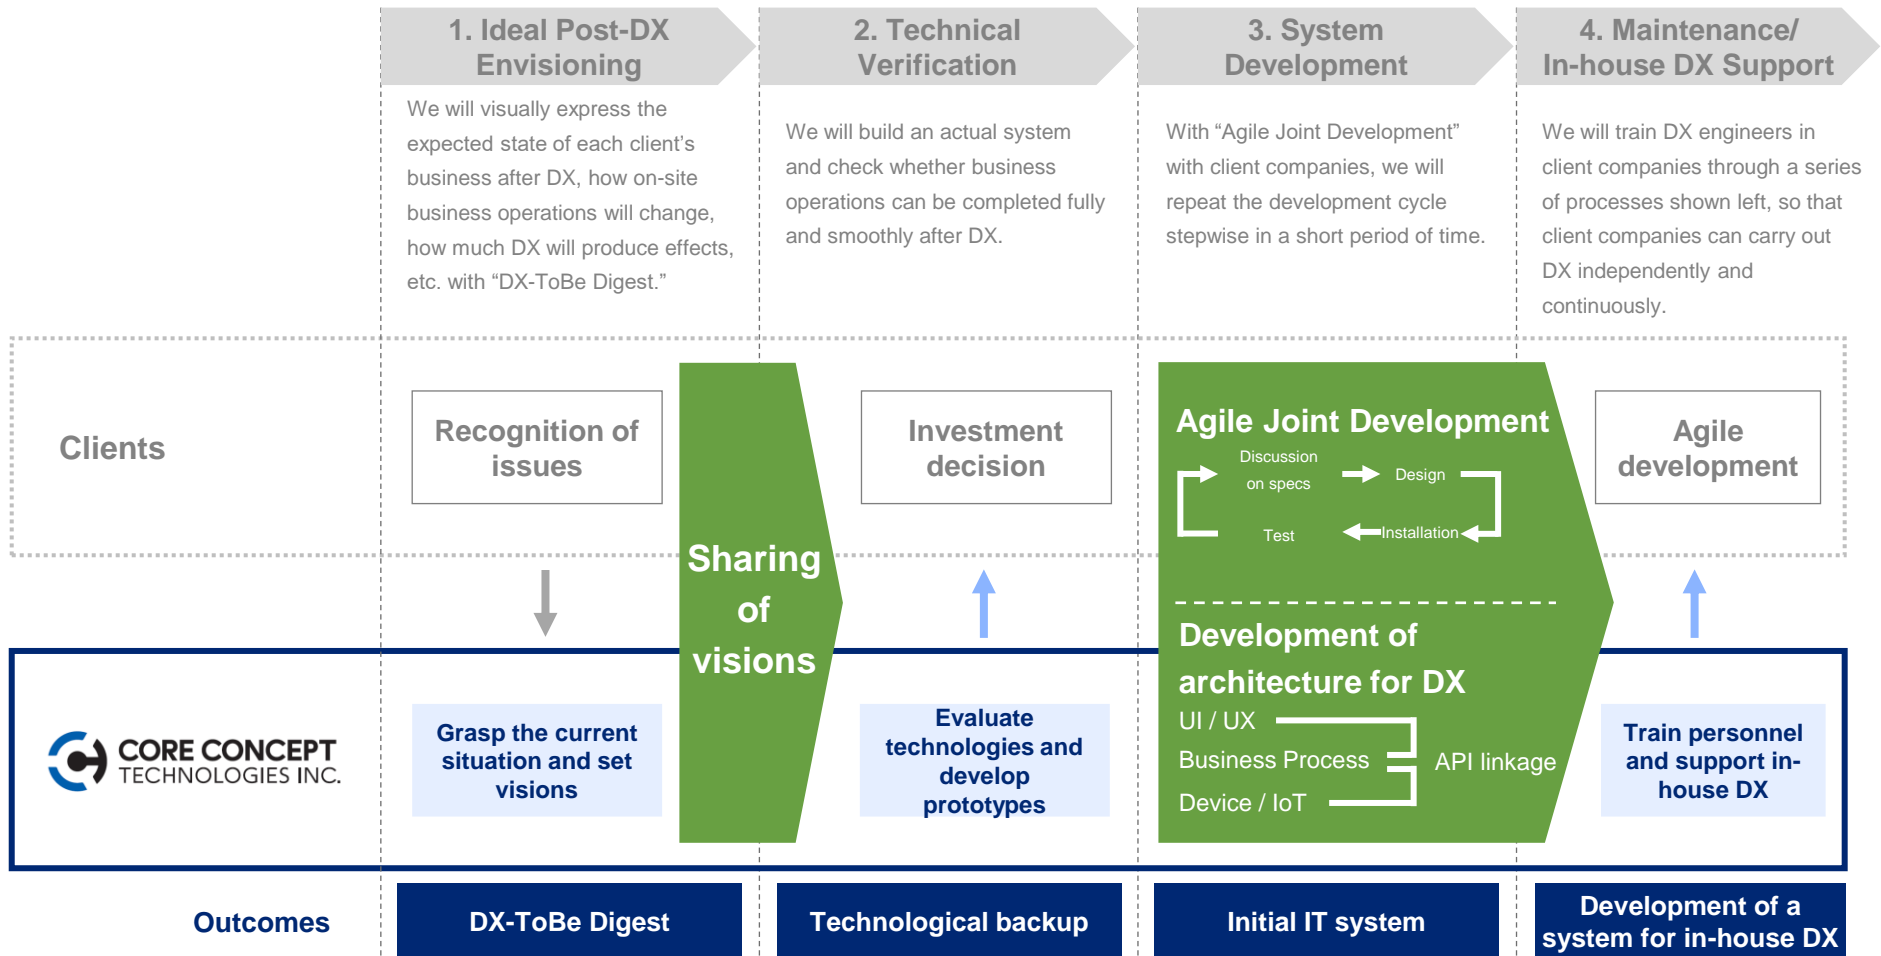 1. Ideal Post-DX
Envisioning
2. Technical
Verification
3. System
Development
4. Maintenance/
In-house DX Support
We will visually express the
expected state of each client’s
business after DX, how on-site
business operations will change,
how much DX will produce effects,
etc. with “DX-ToBe Digest.”
We will build an actual system
and check whether business
operations can be completed fully
and smoothly after DX.
With “Agile Joint Development”
with client companies, we will
repeat the development cycle
stepwise in a short period of time.
We will train DX engineers in
client companies through a series
of processes shown left, so that
client companies can carry out
DX independently and
continuously.
Clients
Recognition of
issues
Sharing
of
visions
Investment
decision
Agile Joint Development
Discussion
on specs
Design
Test
Installation
Agile
development
Development of
architecture for DX
UI / UX
Business Process
Device / IoT
API linkage
CORE CONCEPT
TECHNOLOGIES INC.
Grasp the current
situation and set
visions
Evaluate
technologies and
develop
prototypes
Train personnel
and support in-
house DX
Outcomes
DX-ToBe Digest
Technological backup
Initial IT system
Development of a
system for in-house DX